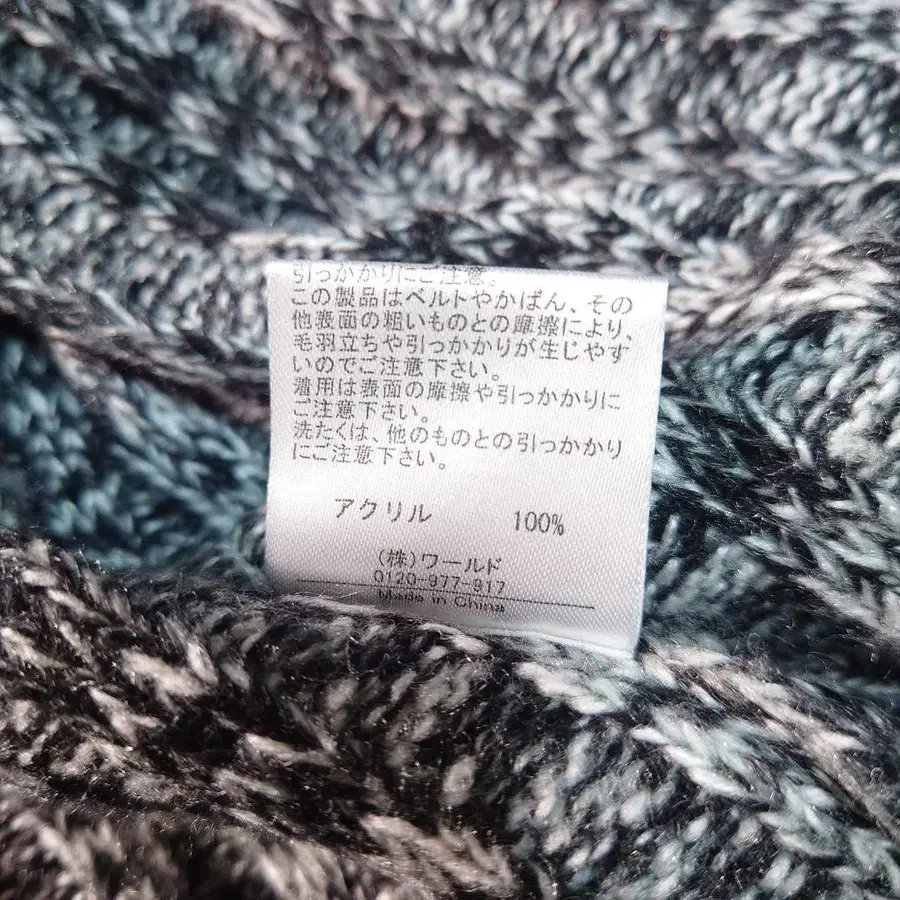 引っかかりにご注意。
この製品はベルトやかばん、その
他表面の粗いものとの摩擦により、
毛羽立ちや引っかかりが生じやす
いのでご注意下さい。
着用は表面の摩擦や引っかかりに
ご注意下さい。
洗たくは、他のものとの引っかかり
にご注意下さい。
アクリル 100%
(株)ワールド
0120-977-917
Made in China